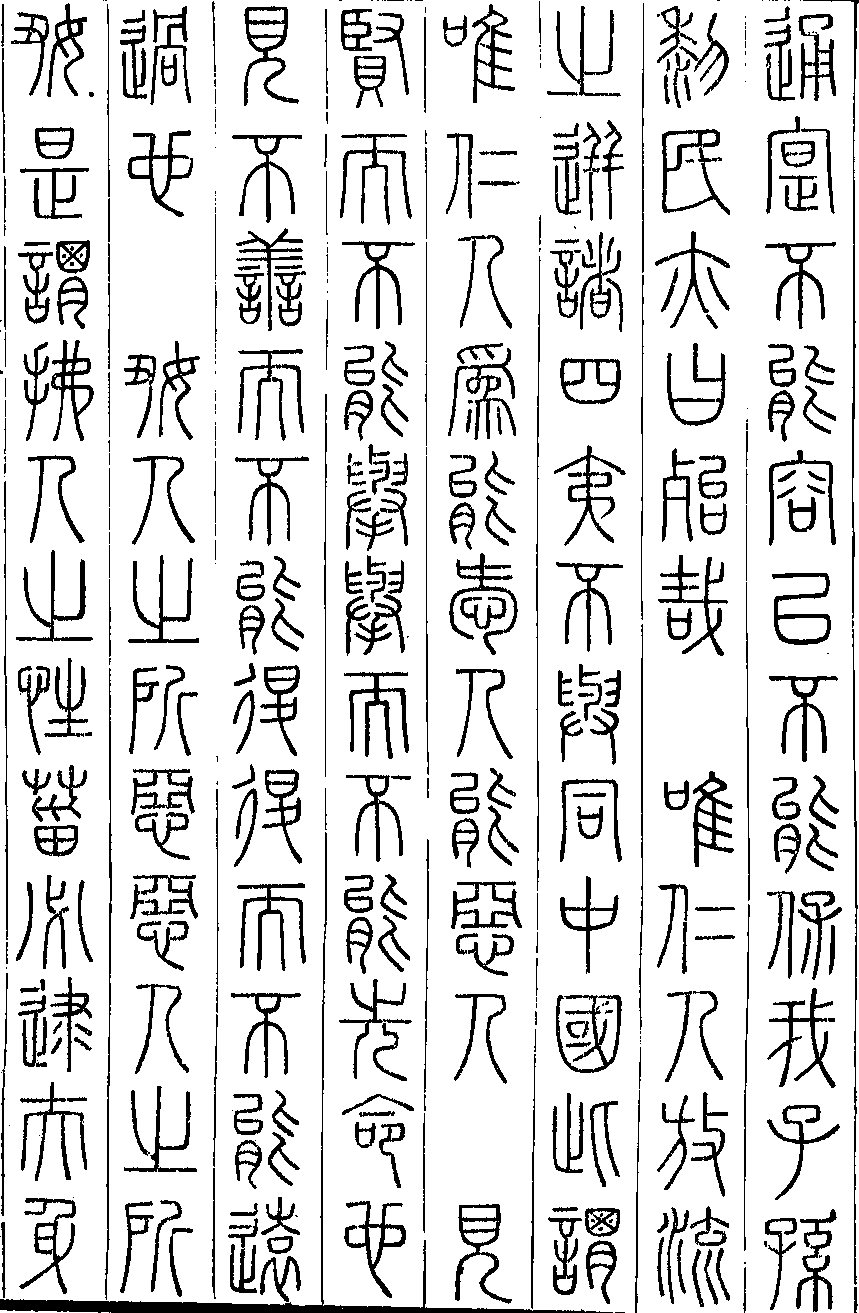 通寔不能容以不能保我子孫
黎民亦曰殆哉　唯仁人放流
之迸諸四夷不與同中國此謂
唯仁人爲能愛人能惡人　見
賢而不能舉舉而不能先命也
見不善而不能退退而不能遠
過也　好人之所惡惡人之所
好是謂拂人之性菑必逮夫身